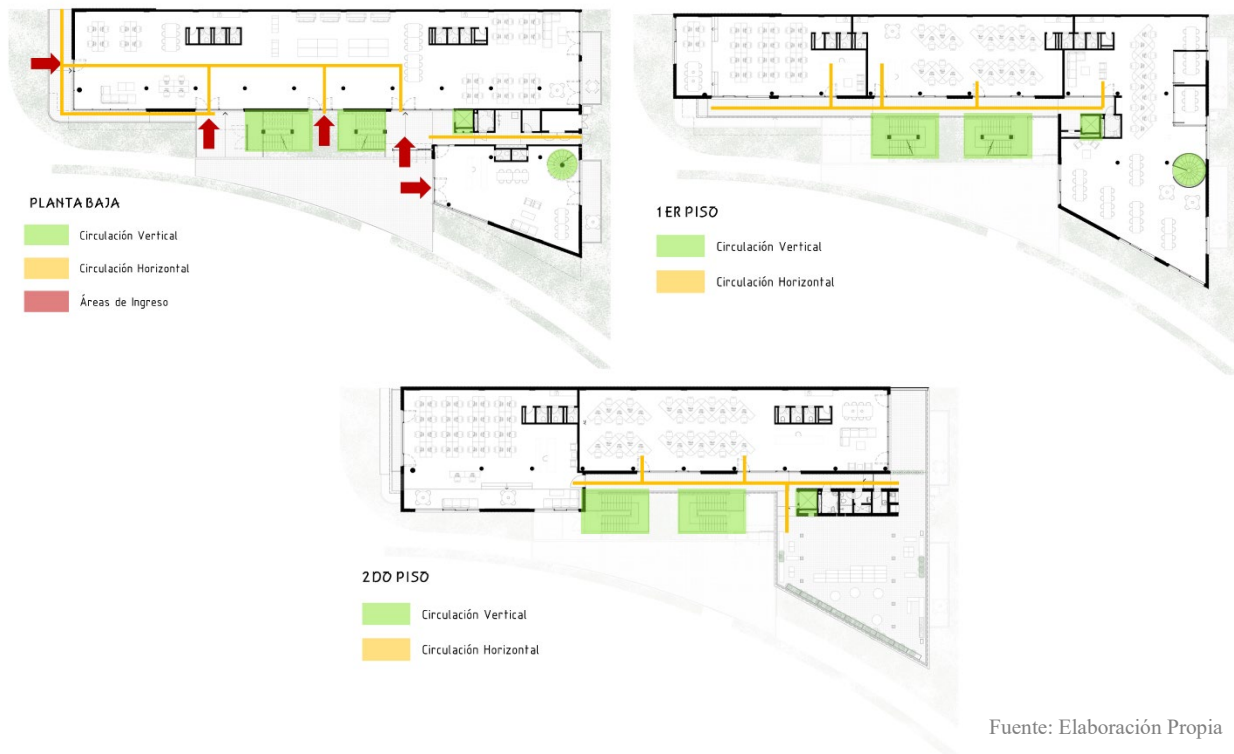 PLANTA BAJA
Circulación Vertical
Circulación Horizontal
Áreas de Ingreso
1ER PISO
Circulación Vertical
Circulación Horizontal
2DO PISO
Circulación Vertical
Circulación Horizontal
Fuente: Elaboración Propia